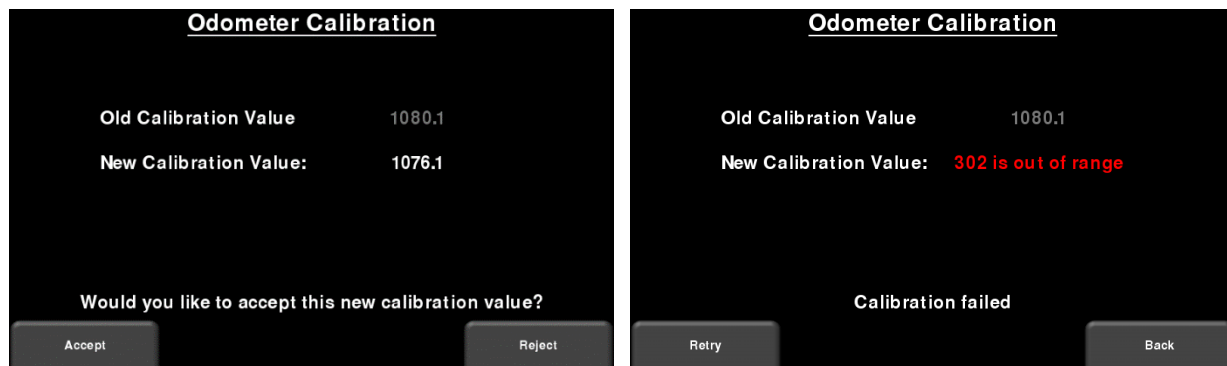 Odometer Calibration
Old Calibration Value 1080.1
New Calibration Value: 1076.1
Would you like to accept this new calibration value?
Accept Reject
Odometer Calibration
Old Calibration Value 1080.1
New Calibration Value: 302 is out of range
Calibration failed
Retry Back